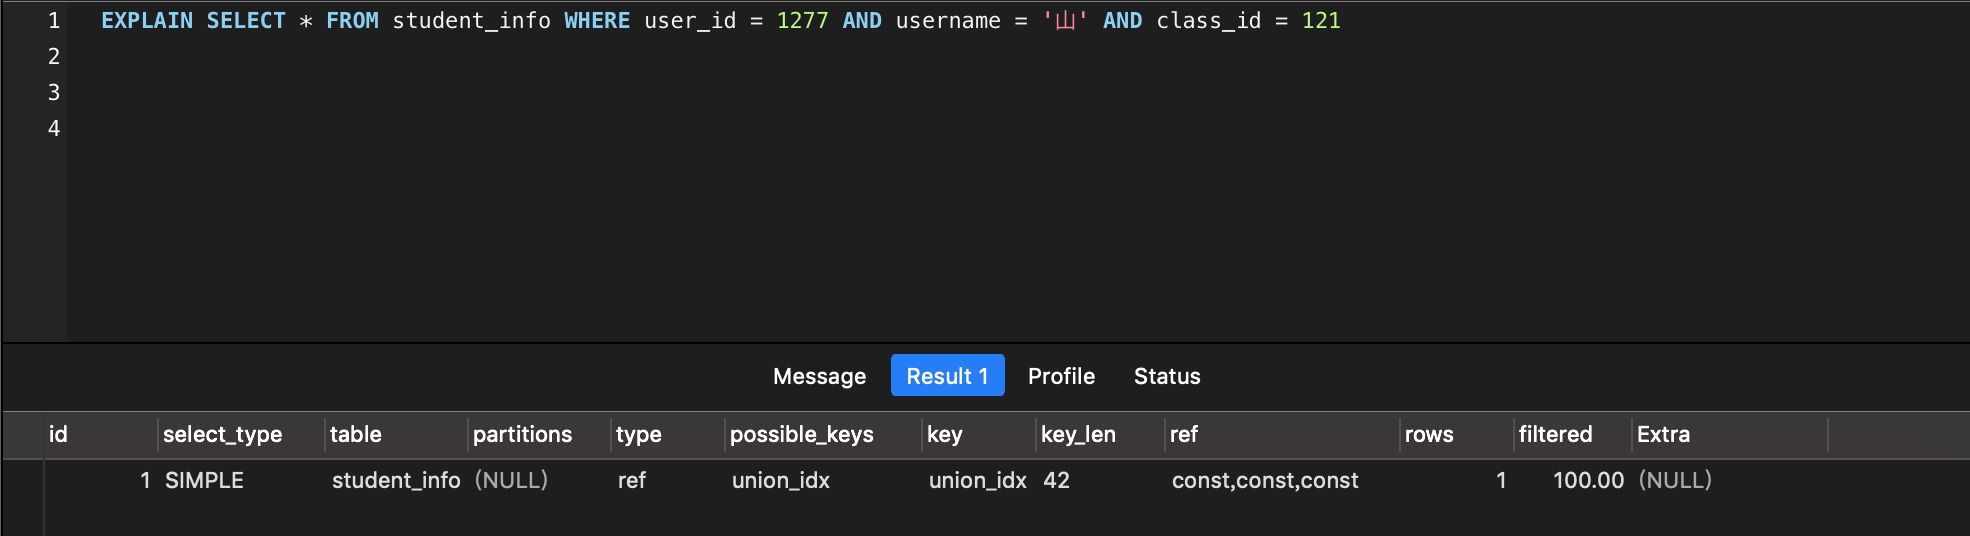 1 EXPLAIN SELECT * FROM student_info WHERE user_id = 1277 AND username = '山' AND class_id = 121
2
3
4
Message Result 1 Profile Status
id select_type table partitions type possible_keys key key_len ref rows filtered Extra
1 SIMPLE student_info (NULL) ref union_idx union_idx 42 const,const,const 1 100.00 (NULL)